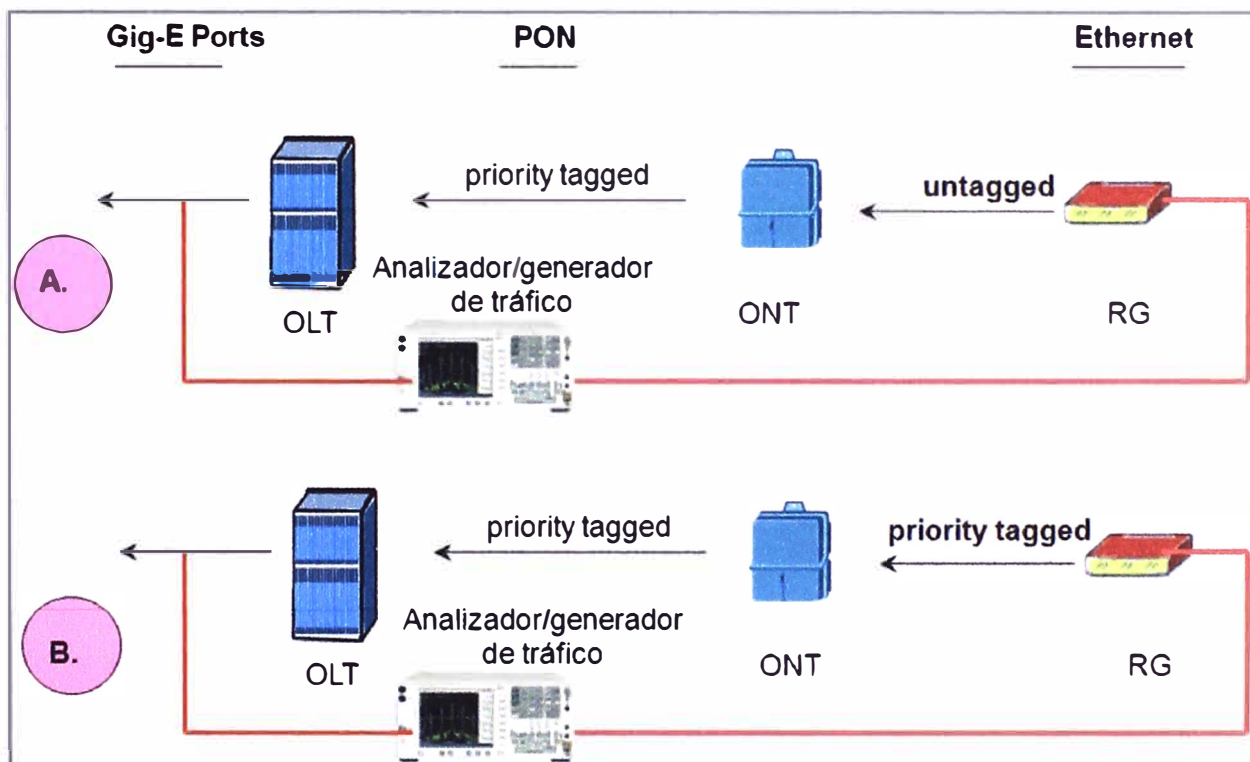 Gig-E Ports
PON
Ethernet
priority tagged
untagged
A.
Analizador/generador
de tráfico
OLT
ONT
RG
priority tagged
priority tagged
B.
Analizador/generador
de tráfico
OLT
ONT
RG